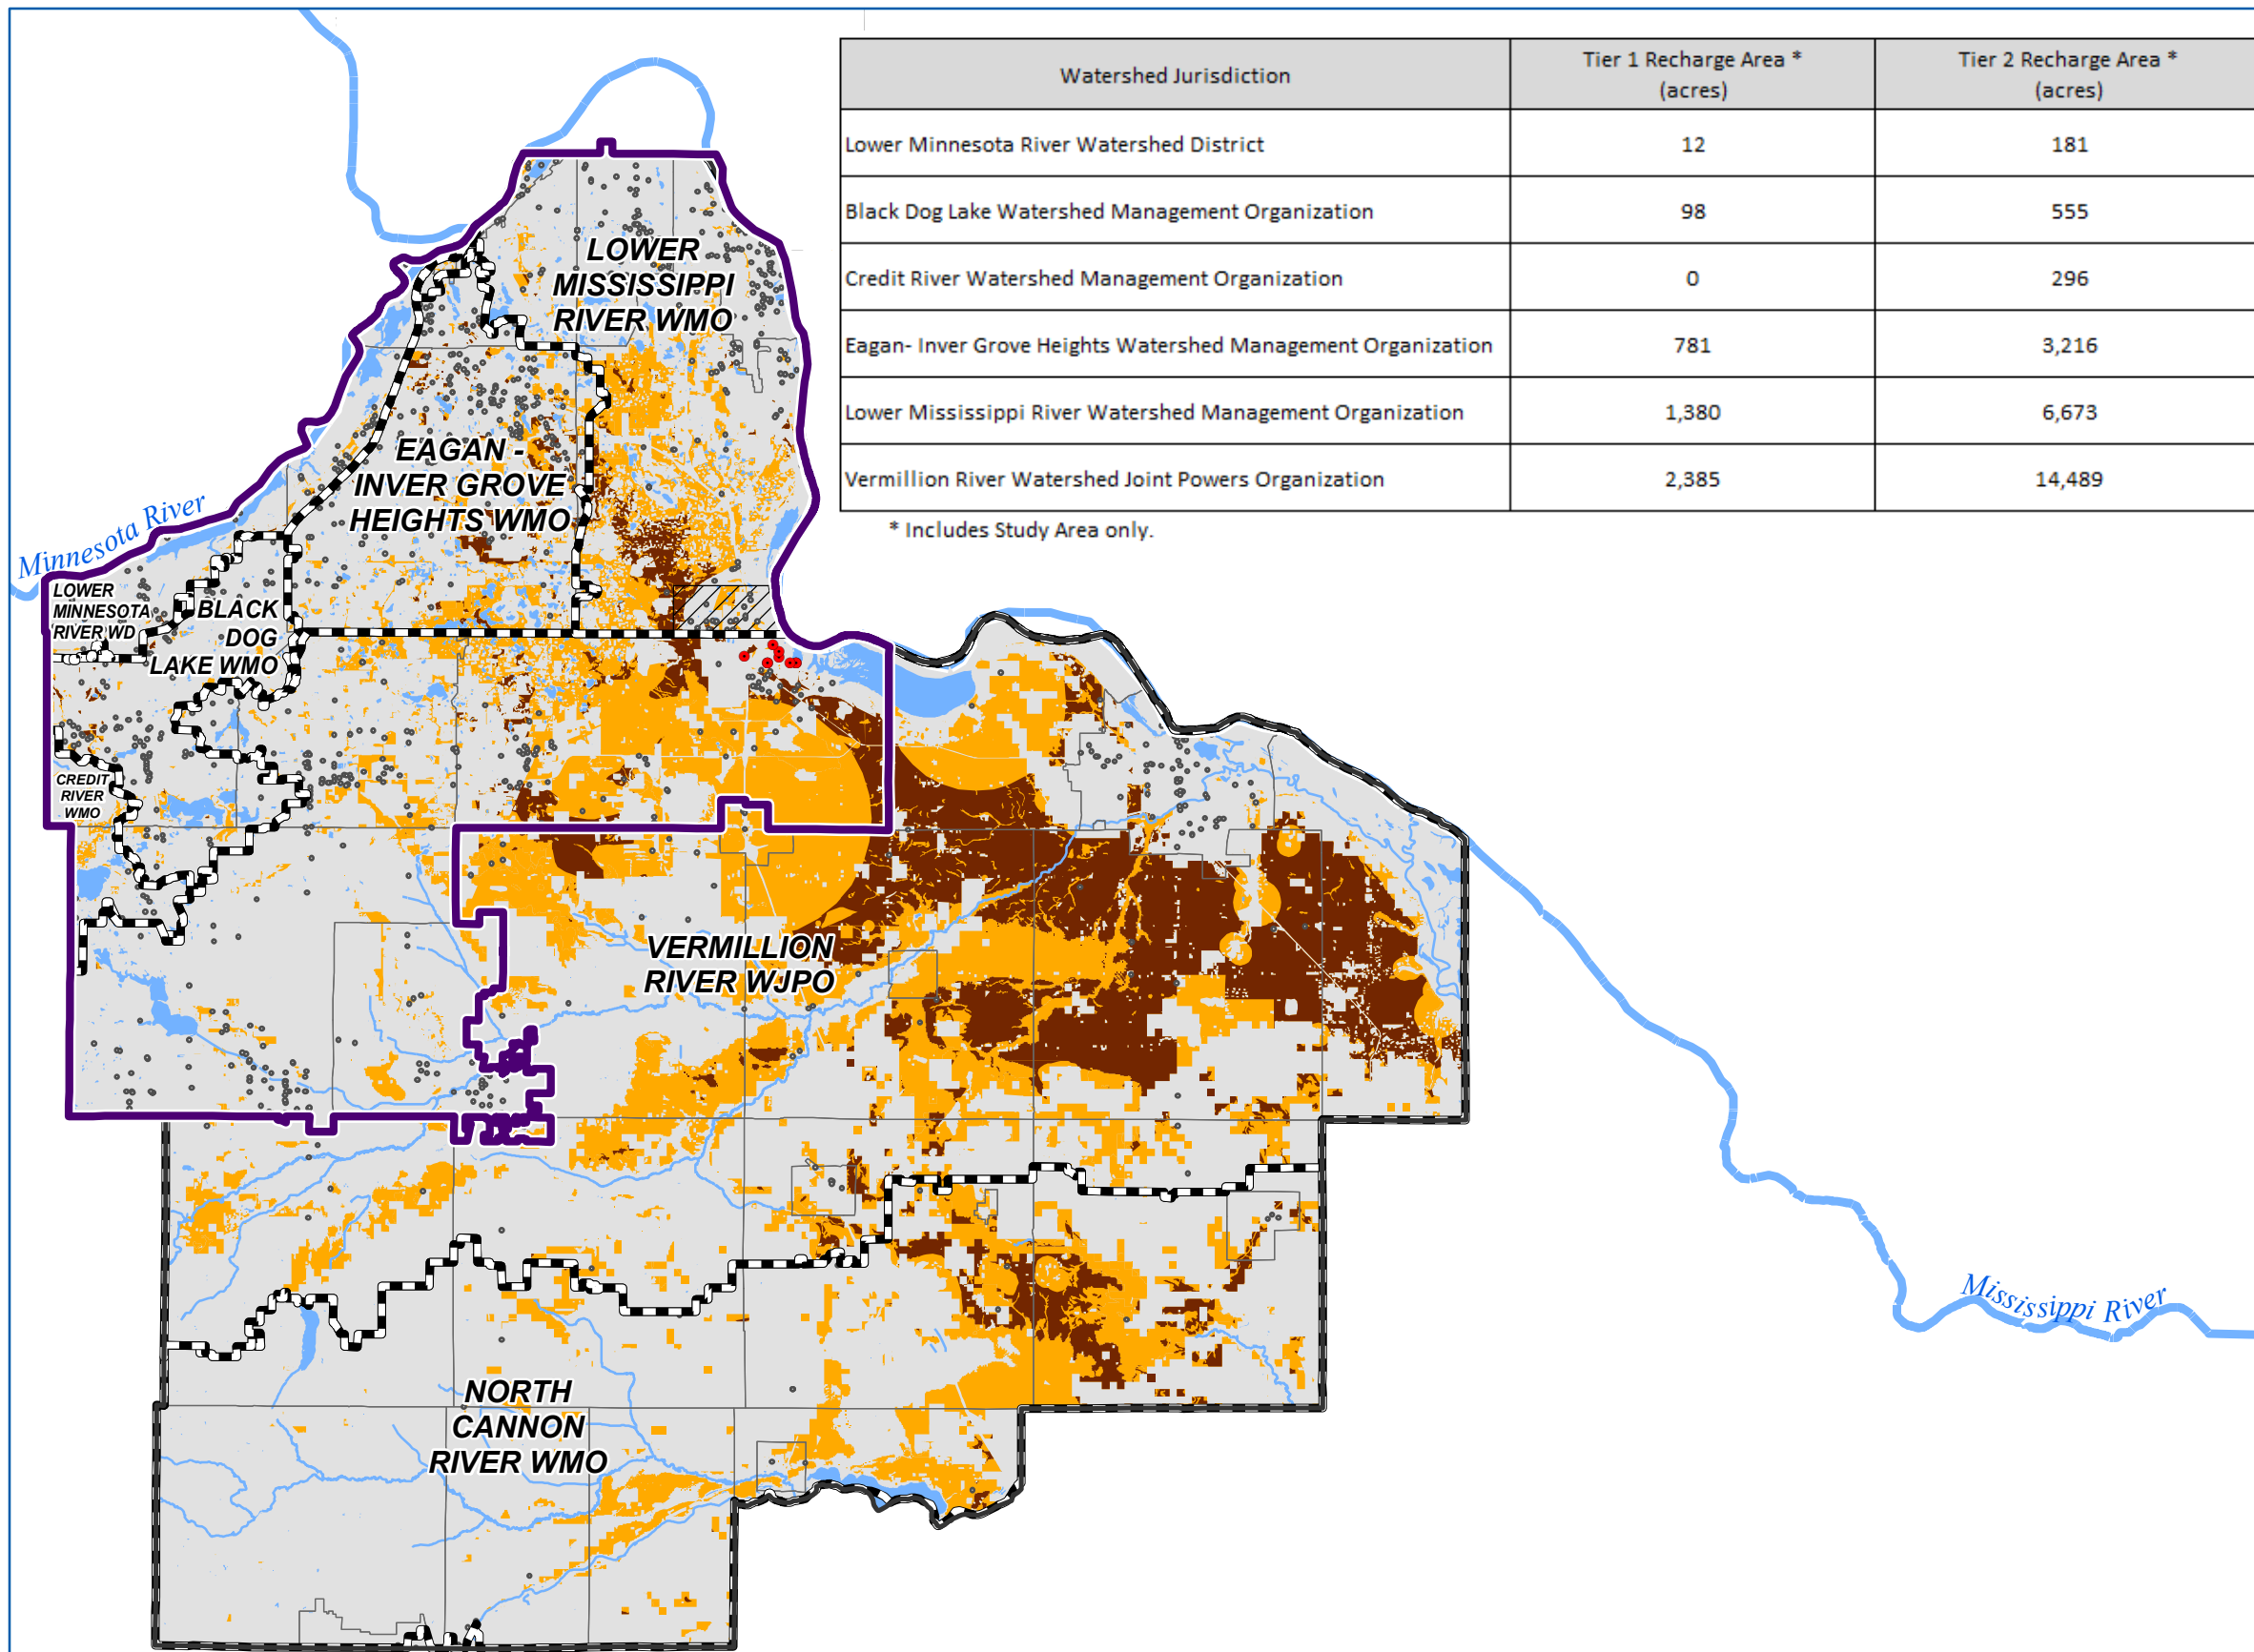 Watershed Jurisdiction
Tier 1 Recharge Area *
(acres)
Tier 2 Recharge Area *
(acres)
Lower Minnesota River Watershed District 12 181
Black Dog Lake Watershed Management Organization 98 555
Credit River Watershed Management Organization 0 296
Eagan- Inver Grove Heights Watershed Management Organization 781 3,216
Lower Mississippi River Watershed Management Organization 1,380 6,673
Vermillion River Watershed Joint Powers Organization 2,385 14,489
* Includes Study Area only.
LOWER
MISSISSIPPI
RIVER WMO
EAGAN -
INVER GROVE
HEIGHTS WMO
Minnesota River
LOWER
MINNESOTA
RIVER WD
BLACK
DOG
LAKE WMO
CREDIT
RIVER
WMO
VERMILLION
RIVER WJPO
Mississippi River
NORTH
CANNON
RIVER WMO